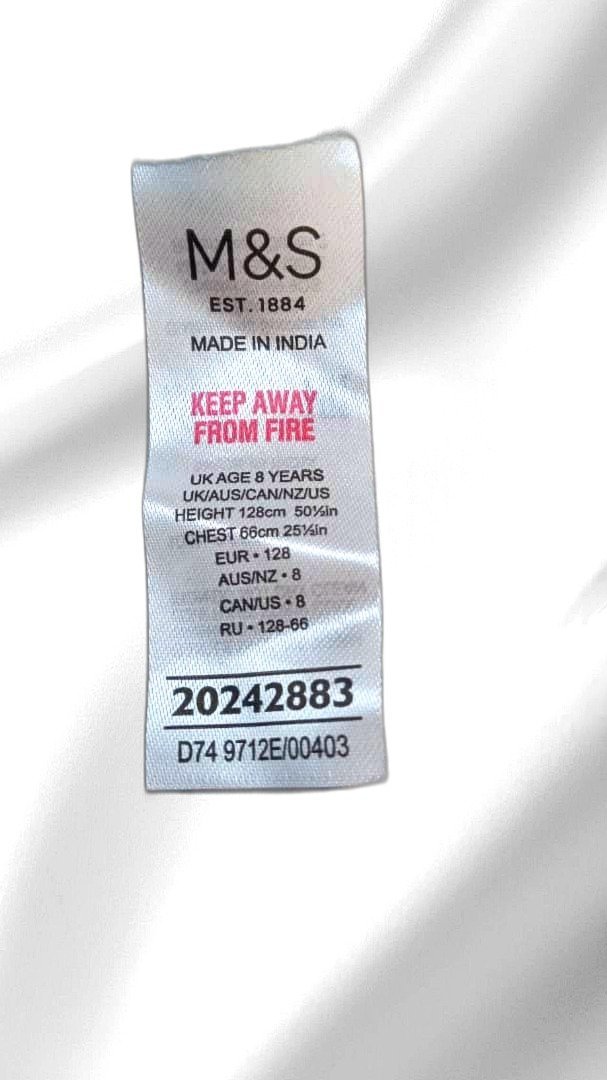 M&S
EST. 1884
MADE IN INDIA
KEEP AWAY
FROM FIRE
UK AGE 8 YEARS
UK/AUS/CAN/NZ/US
HEIGHT 128cm 50½in
CHEST 66cm 25½in
EUR • 128
AUS/NZ • 8
CAN/US • 8
RU • 128-66
20242883
D74 9712E/00403